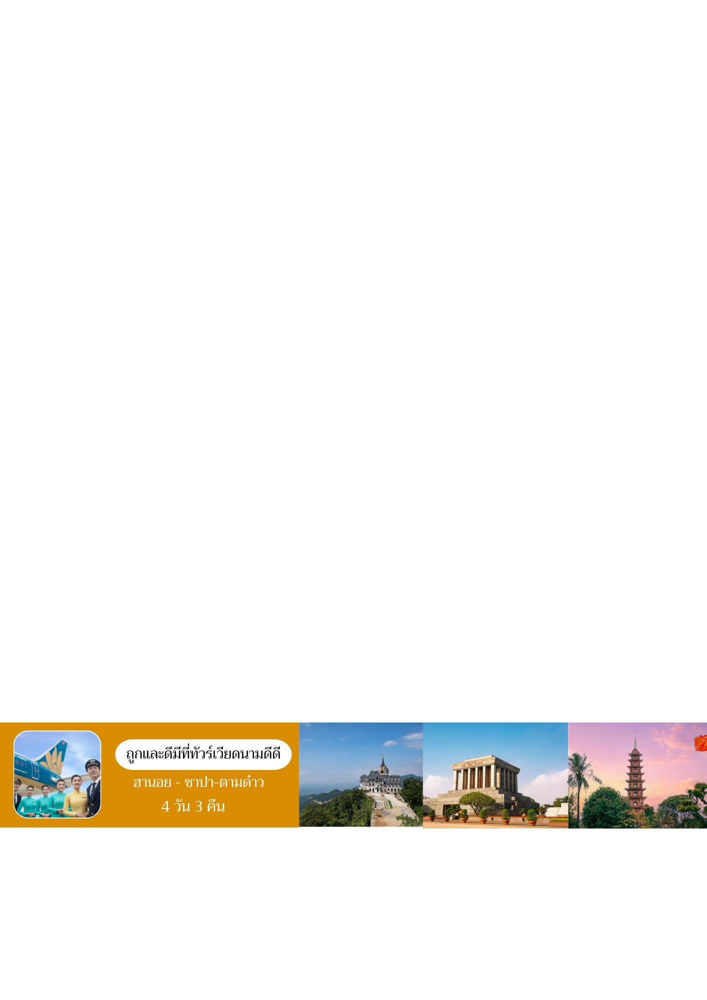 ถูกและดีมีที่ทัวร์เวียดนามดีดี
ฮานอย - ซาปา-ตามด๋าว
4 วัน 3 คืน